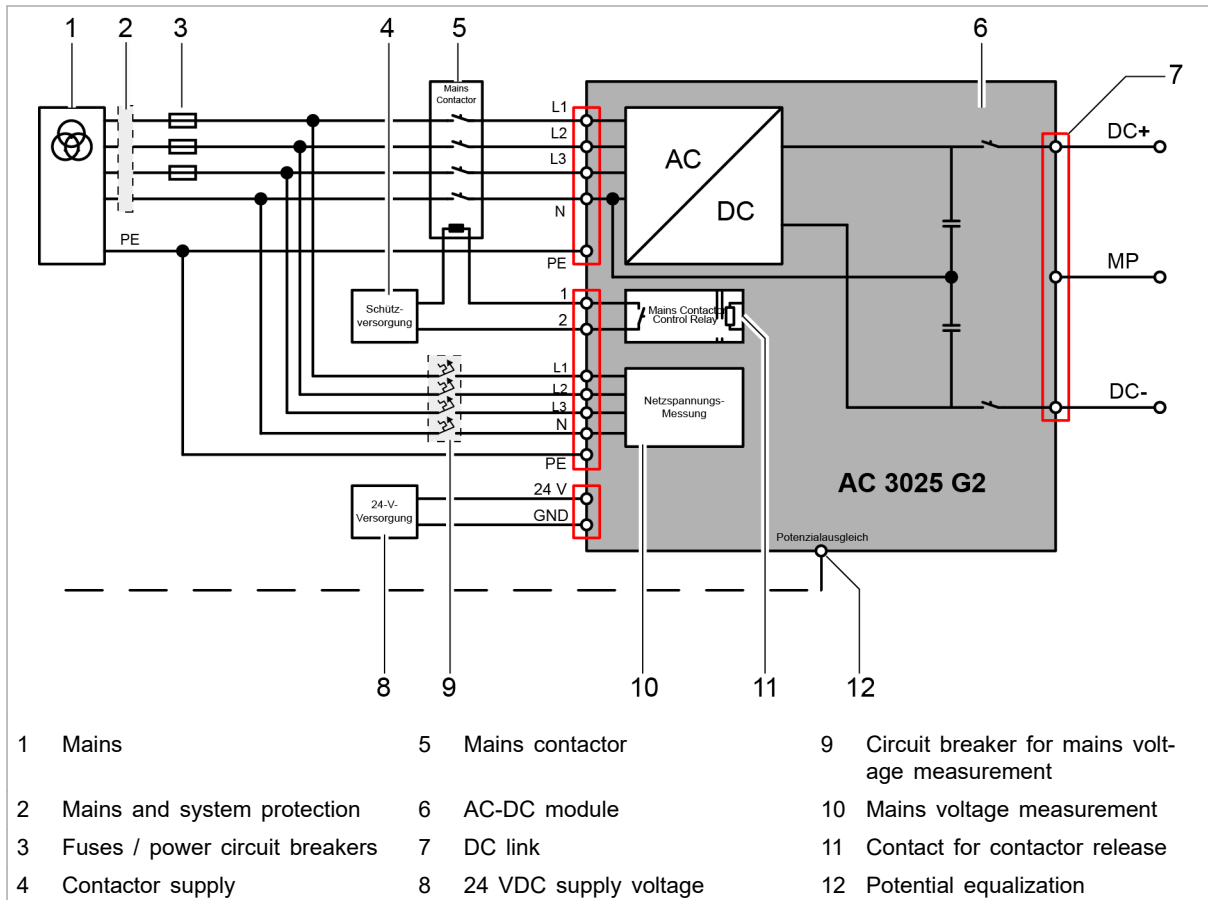 1 2 3 4 5 6
7
Mains
Contactor
L1
L2
L3
N
PE
PE
AC
DC
DC+
MP
DC-
Schütz-
versorgung
1
2
Mains Contactor
Control Relay
L1
L2
L3
N
PE
Netzspannungs-
Messung
24-V-
Versorgung
24 V
GND
AC 3025 G2
Potenzialausgleich
8 9 10 11 12
1 Mains
2 Mains and system protection
3 Fuses / power circuit breakers
4 Contactor supply
5 Mains contactor
6 AC-DC module
7 DC link
8 24 VDC supply voltage
9 Circuit breaker for mains volt-
age measurement
10 Mains voltage measurement
11 Contact for contactor release
12 Potential equalization